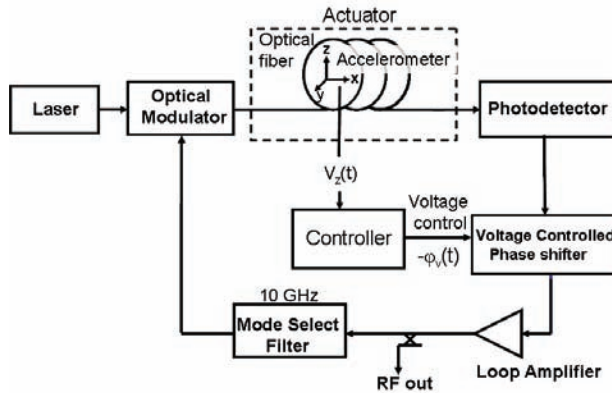 Actuator
Optical
fiber
Accelerometer
z
x
y
Laser
Optical
Modulator
Photodetector
Vz(t)
Voltage
control
Controller
-φv(t)
Voltage Controlled
Phase shifter
10 GHz
Mode Select
Filter
Loop Amplifier
RF out